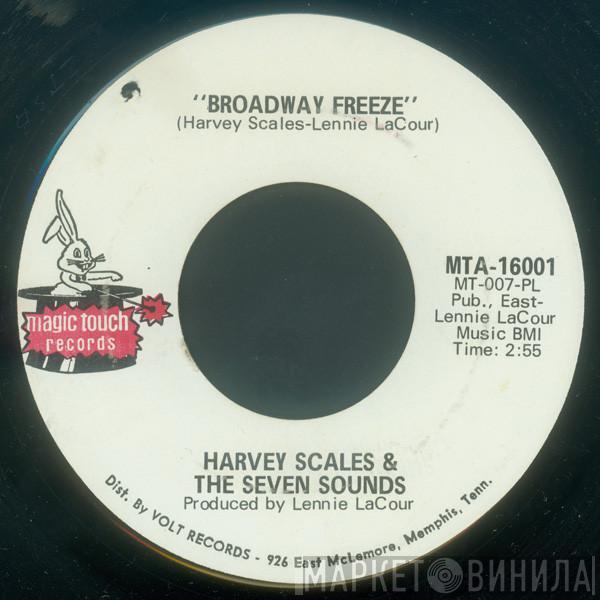 "BROADWAY FREEZE"
(Harvey Scales-Lennie LaCour)
MTA-16001
MT-007-PL
Pub., East-
Lennie LaCour
Music BMI
Time: 2:55
magic touch
records
HARVEY SCALES &
THE SEVEN SOUNDS
Produced by Lennie LaCour
Dist. By VOLT RECORDS - 926 East McLemore, Memphis, Tenn.
МАРКЕТ ВИНИЛА